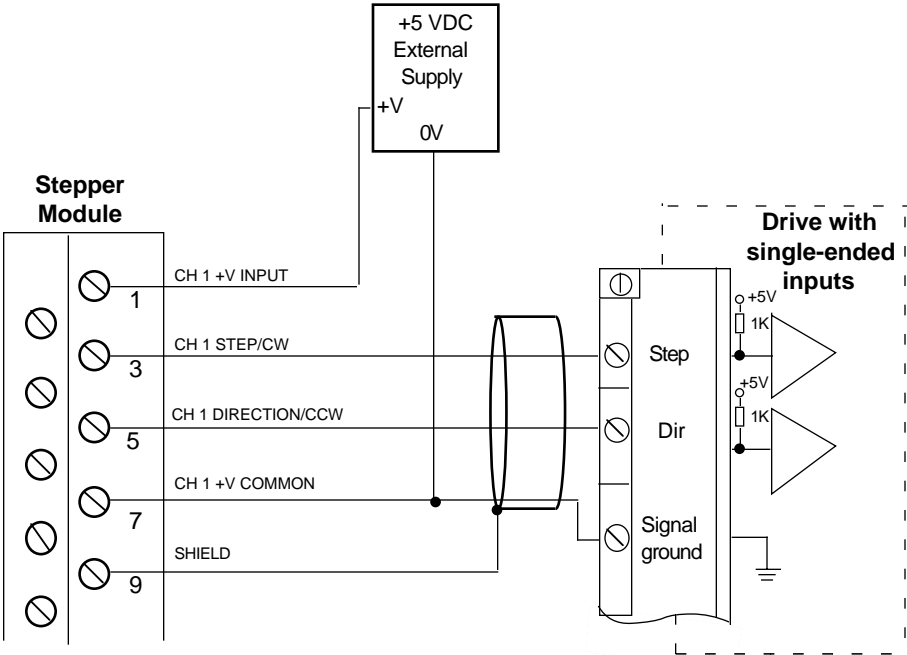 +5 VDC
External
Supply
+V
0V
Stepper
Module
Drive with
single-ended
inputs
CH 1 +V INPUT
1
+5V
1K
CH 1 STEP/CW
3
Step
+5V
1K
CH 1 DIRECTION/CCW
5
Dir
CH 1 +V COMMON
7
Signal
ground
SHIELD
9